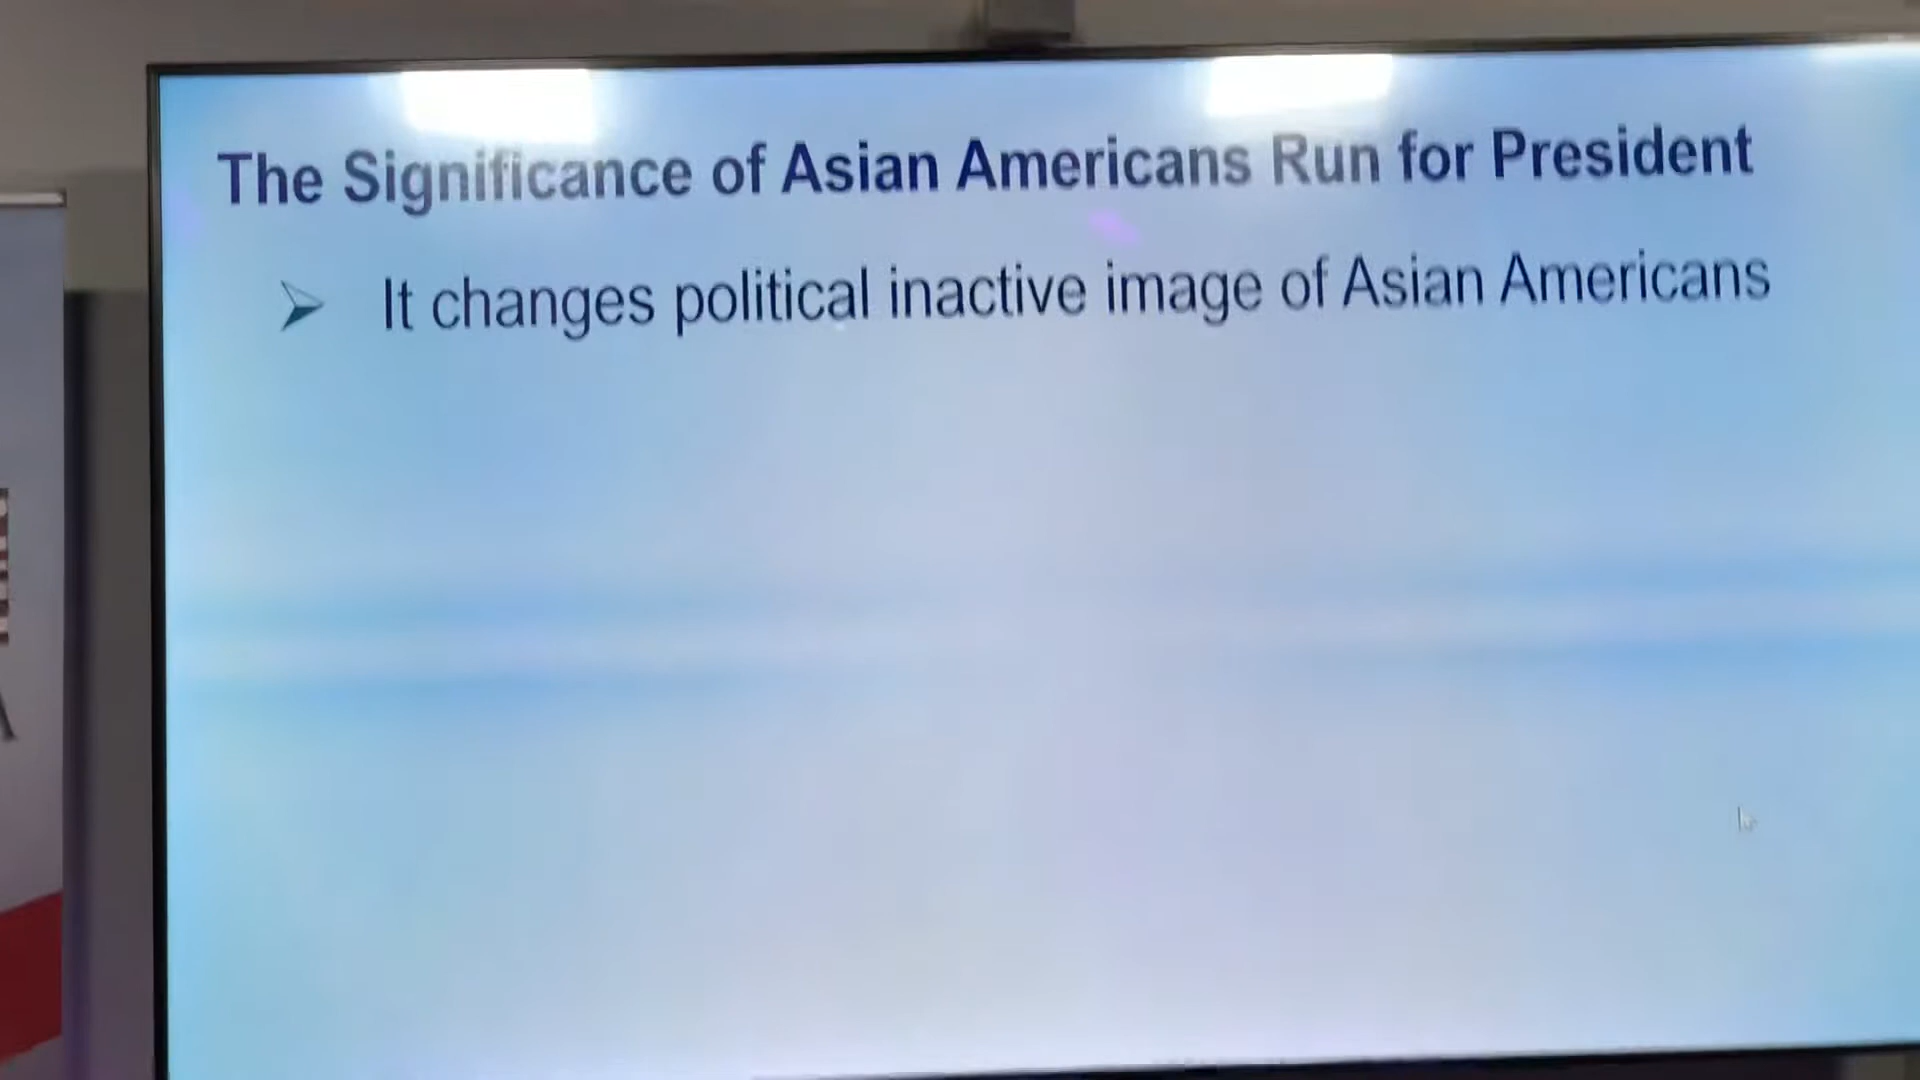 The Significance of Asian Americans Run for President
➢ It changes political inactive image of Asian Americans